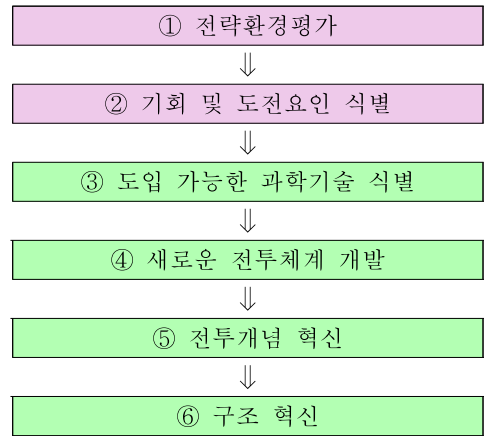 ① 전략환경평가
⇓
② 기회 및 도전요인 식별
⇓
③ 도입 가능한 과학기술 식별
⇓
④ 새로운 전투체계 개발
⇓
⑤ 전투개념 혁신
⇓
⑥ 구조 혁신